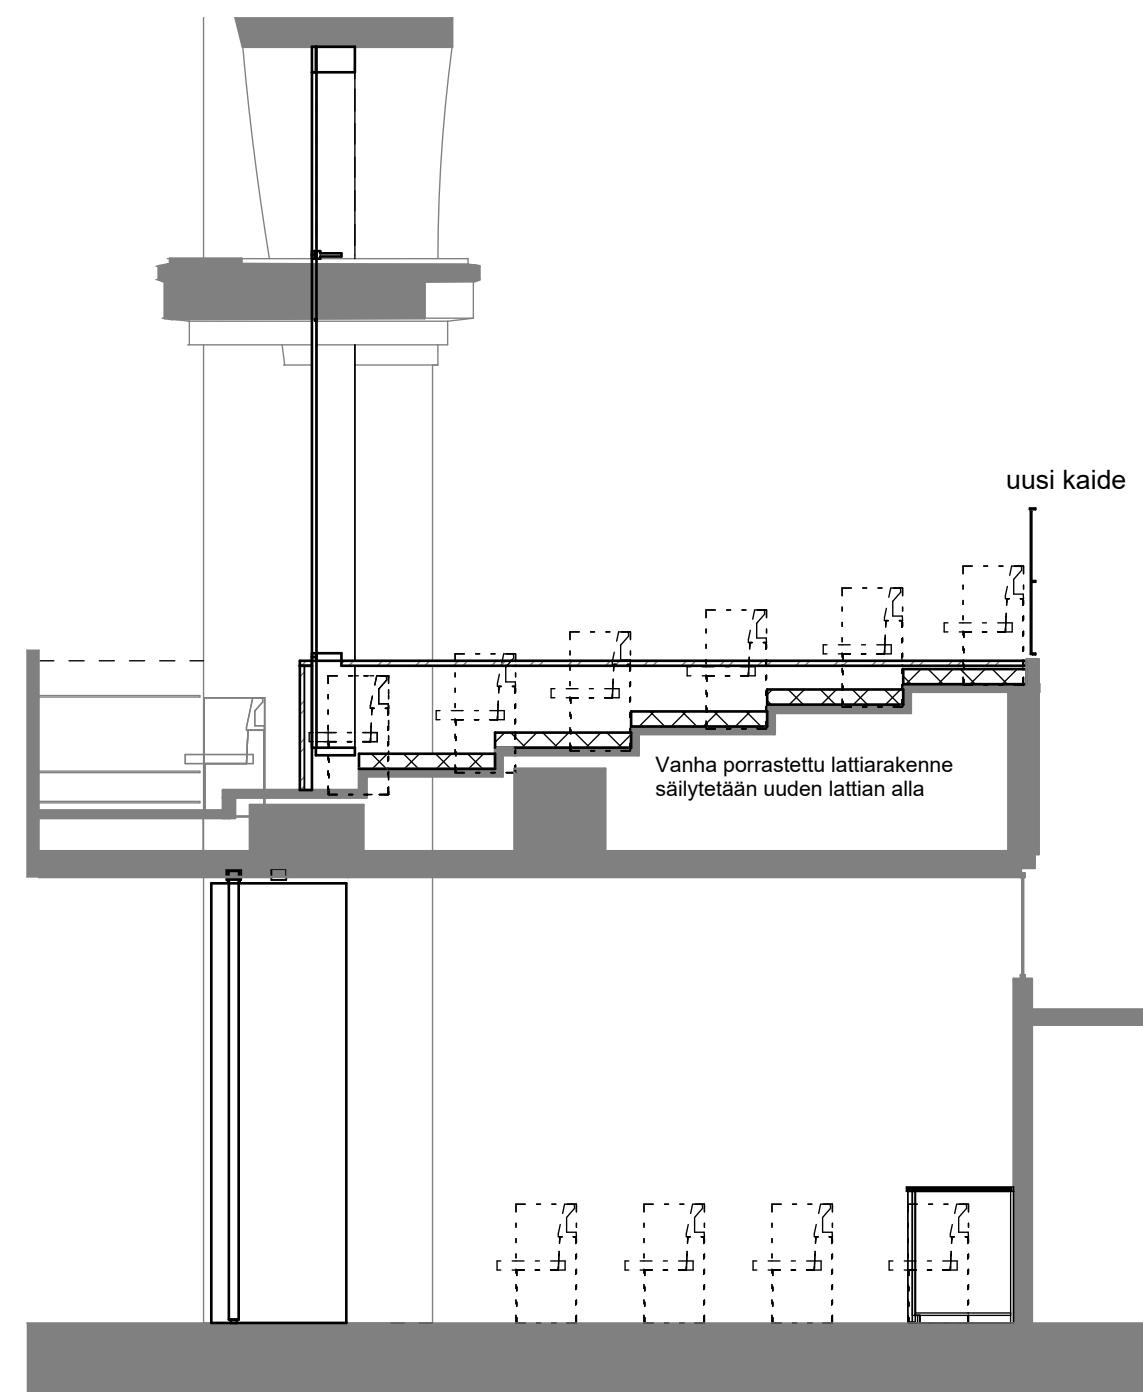 uusi kaide
Vanha porrastettu lattiarakenne
säilytetään uuden lattian alla